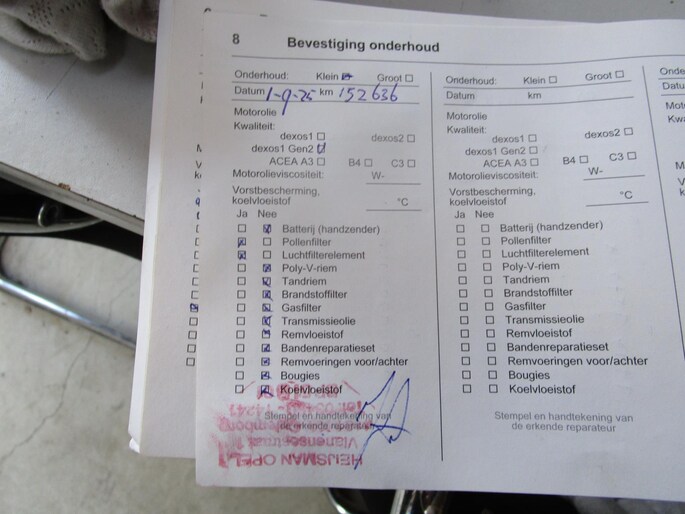 8 Bevestiging onderhoud
Onderhoud: Klein Groot
Datum 1-9-25 km 152636
Motorolie
Kwaliteit:
dexos1 dexos2
dexos1 Gen2
ACEA A3 B4 C3
Motorolieviscositeit: W-
Vorstbescherming,
koelvloeistof °C
Ja Nee
Batterij (handzender)
Pollenfilter
Luchtfilterelement
Poly-V-riem
Tandriem
Brandstoffilter
Gasfilter
Transmissieolie
Remvloeistof
Bandenreparatieset
Remvoeringen voor/achter
Bougies
Koelvloeistof
Stempel en handtekening van
de erkende reparateur
HEIJSMAN OPEL
Onderhoud: Klein Groot
Datum km
Motorolie
Kwaliteit:
dexos1 dexos2
dexos1 Gen2
ACEA A3 B4 C3
Motorolieviscositeit: W-
Vorstbescherming,
koelvloeistof °C
Ja Nee
Batterij (handzender)
Pollenfilter
Luchtfilterelement
Poly-V-riem
Tandriem
Brandstoffilter
Gasfilter
Transmissieolie
Remvloeistof
Bandenreparatieset
Remvoeringen voor/achter
Bougies
Koelvloeistof
Stempel en handtekening van
de erkende reparateur